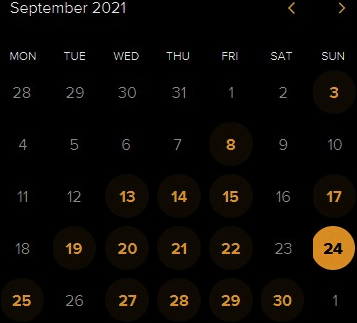 September 2021
MON TUE WED THU FRI SAT SUN
28 29 30 31 1 2 3
4 5 6 7 8 9 10
11 12 13 14 15 16 17
18 19 20 21 22 23 24
25 26 27 28 29 30 1